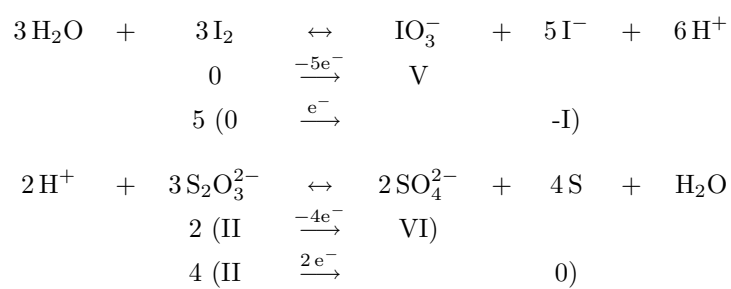 3 H₂O + 3 I₂ ↔ IO₃⁻ + 5 I⁻ + 6 H⁺
0 −5e⁻⟶ V
5 (0 e⁻⟶ -I)
2 H⁺ + 3 S₂O₃²⁻ ↔ 2 SO₄²⁻ + 4 S + H₂O
2 (II −4e⁻⟶ VI)
4 (II 2 e⁻⟶ 0)